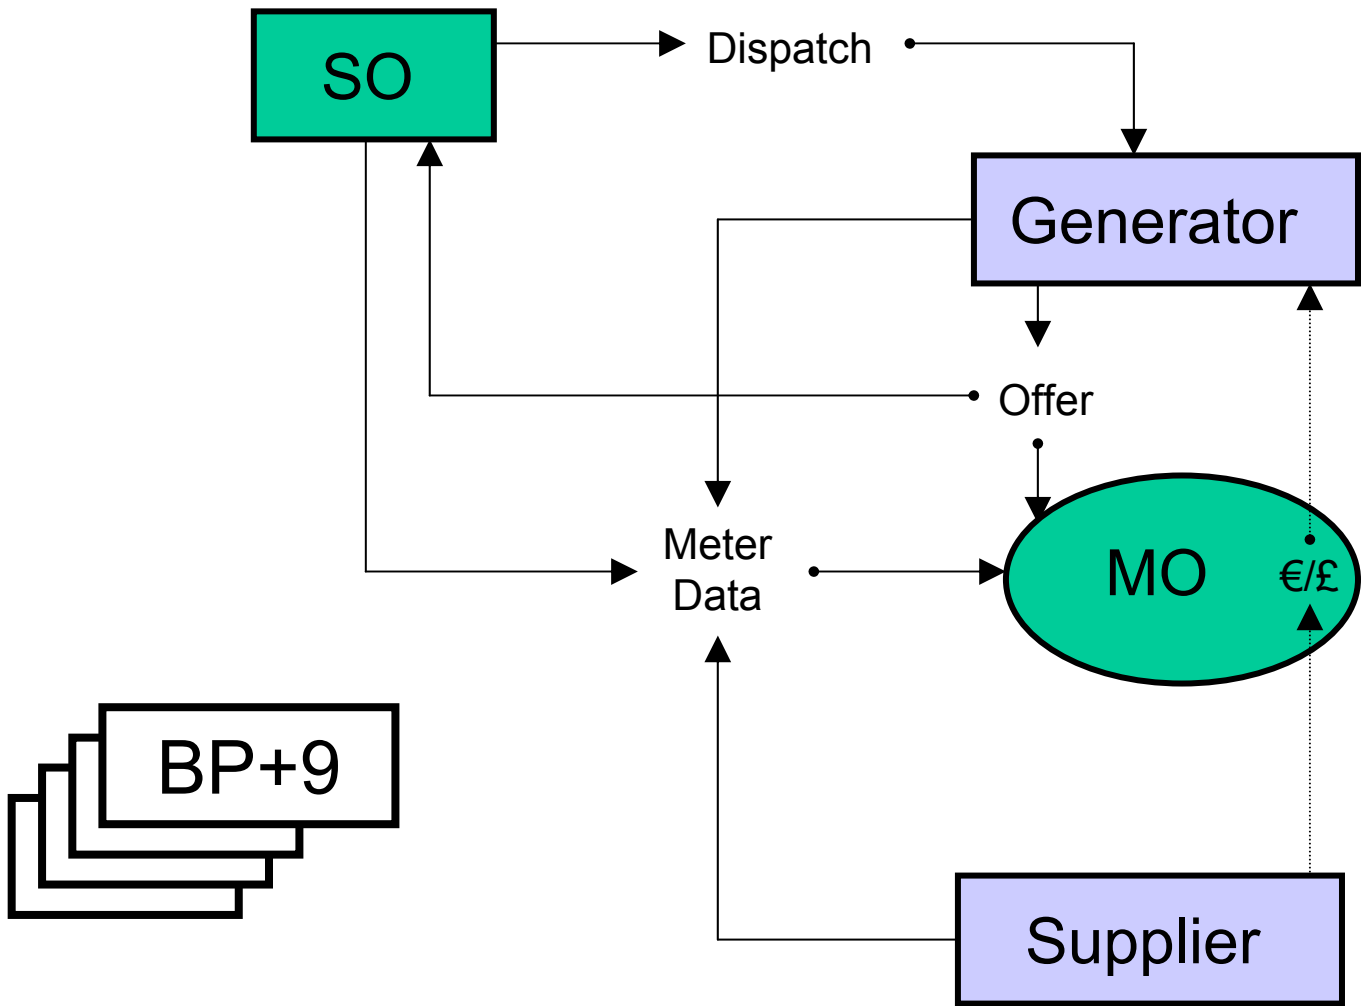 SO
Dispatch
Generator
Offer
Meter
Data
MO
€/£
BP+9
Supplier